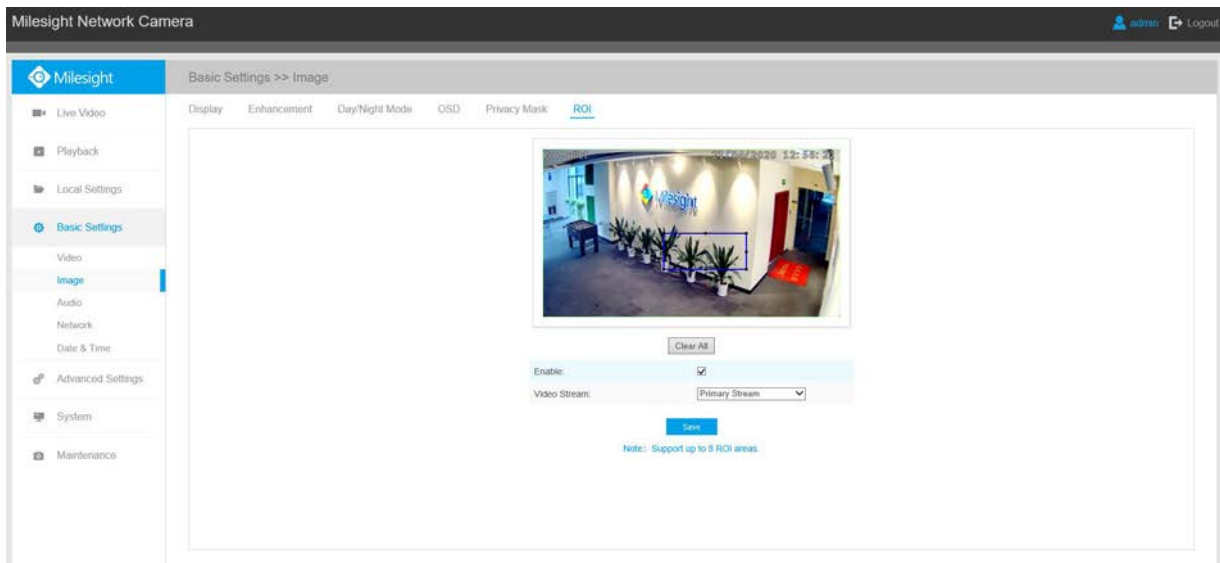 Milesight Network Camera
admin
Logout
Milesight
Basic Settings >> Image
Live Video
Playback
Local Settings
Basic Settings
Video
Image
Audio
Network
Date & Time
Advanced Settings
System
Maintenance
Display Enhancement Day/Night Mode OSD Privacy Mask ROI
Milesight
Clear All
Enable:
Video Stream: Primary Stream
Save
Note: Support up to 8 ROI areas.